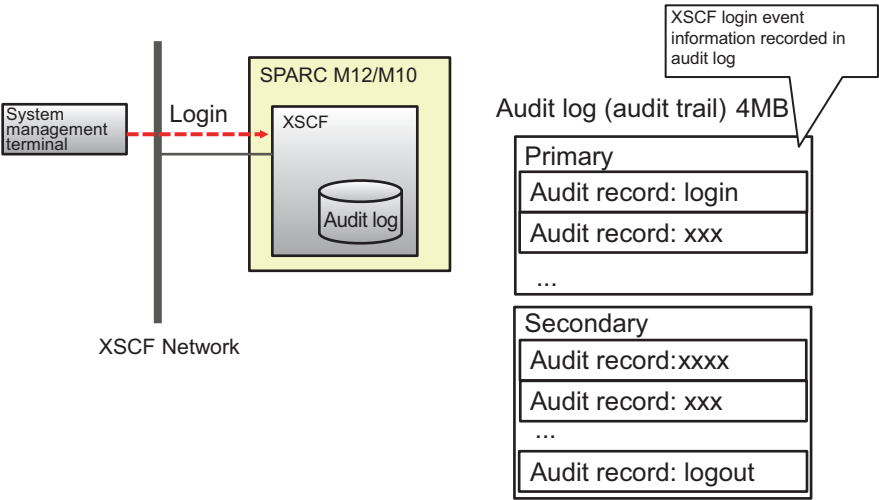 XSCF login event
information recorded in
audit log
SPARC M12/M10
System
management
terminal
Login
XSCF
Audit log
XSCF Network
Audit log (audit trail) 4MB
Primary
Audit record: login
Audit record: xxx
...
Secondary
Audit record:xxxx
Audit record: xxx
...
Audit record: logout